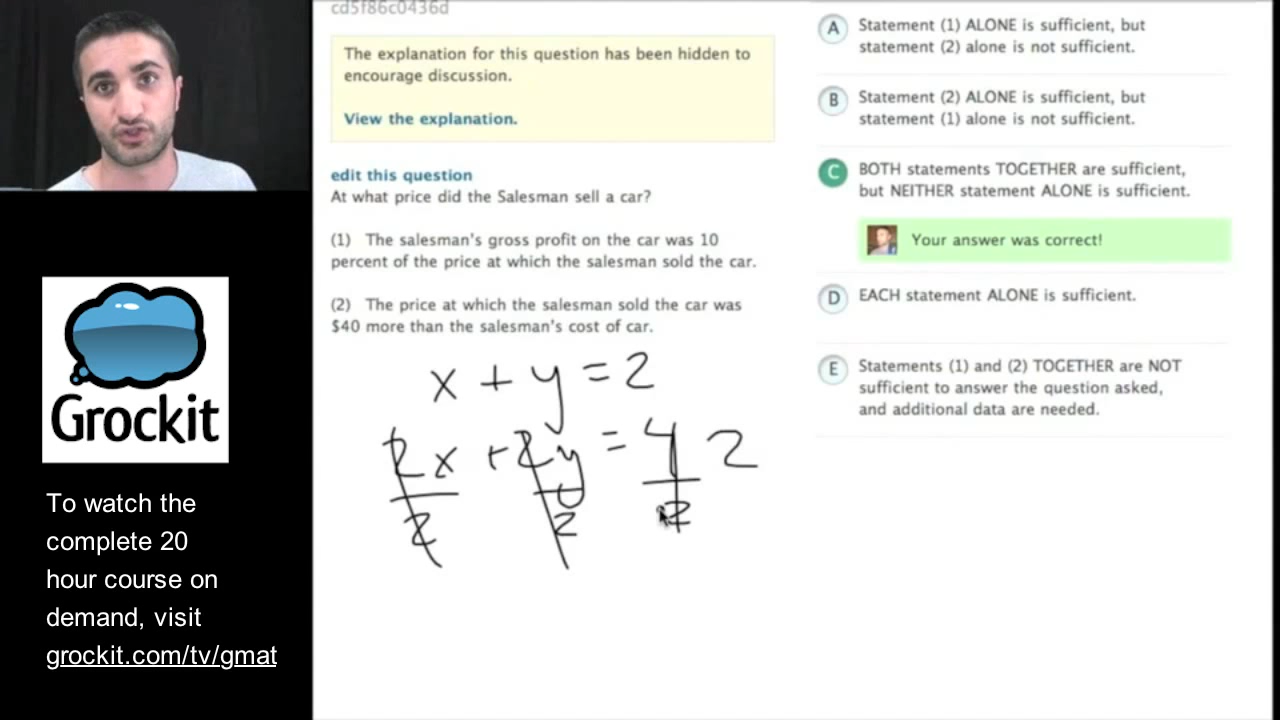 cd5f86c0436d
The explanation for this question has been hidden to
encourage discussion.
View the explanation.
edit this question
At what price did the Salesman sell a car?
(1) The salesman's gross profit on the car was 10
percent of the price at which the salesman sold the car.
(2) The price at which the salesman sold the car was
$40 more than the salesman's cost of car.
x + y = 2
2x + 2y = 4 2
2 2 2
A Statement (1) ALONE is sufficient, but
statement (2) alone is not sufficient.
B Statement (2) ALONE is sufficient, but
statement (1) alone is not sufficient.
C BOTH statements TOGETHER are sufficient,
but NEITHER statement ALONE is sufficient.
Your answer was correct!
D EACH statement ALONE is sufficient.
E Statements (1) and (2) TOGETHER are NOT
sufficient to answer the question asked,
and additional data are needed.
Grockit
To watch the
complete 20
hour course on
demand, visit
grockit.com/tv/gmat